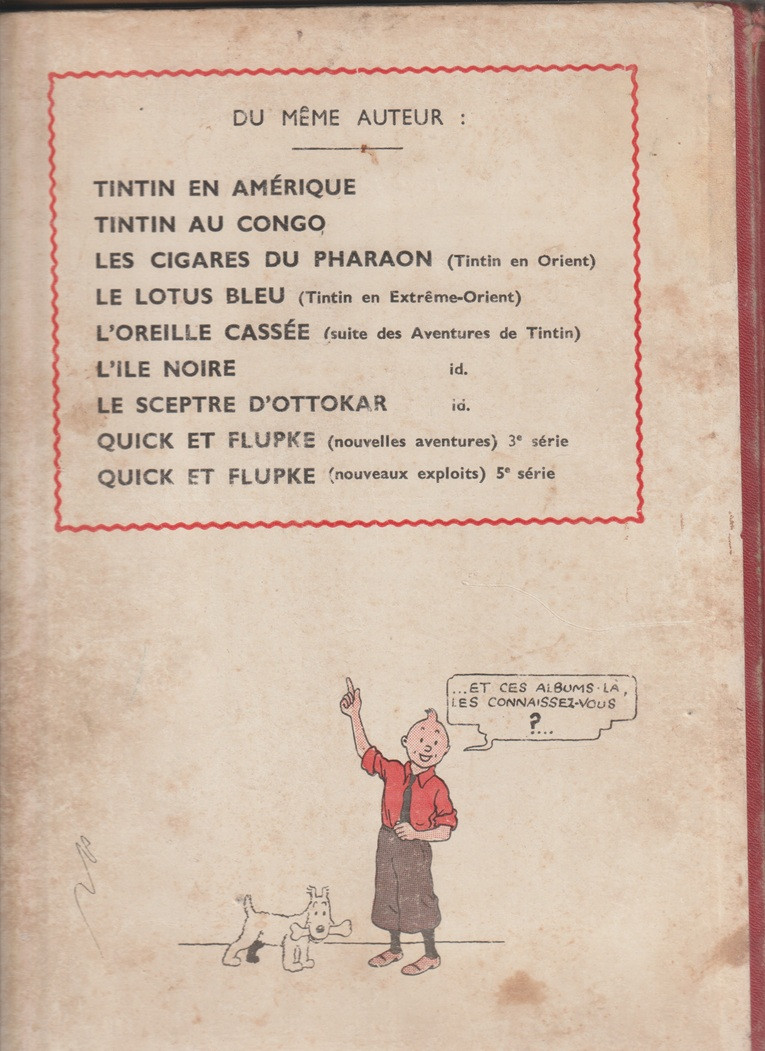 DU MÊME AUTEUR :
TINTIN EN AMÉRIQUE
TINTIN AU CONGO
LES CIGARES DU PHARAON (Tintin en Orient)
LE LOTUS BLEU (Tintin en Extrême-Orient)
L'OREILLE CASSÉE (suite des Aventures de Tintin)
L'ILE NOIRE id.
LE SCEPTRE D'OTTOKAR id.
QUICK ET FLUPKE (nouvelles aventures) 3e série
QUICK ET FLUPKE (nouveaux exploits) 5e série
...ET CES ALBUMS-LÀ,
LES CONNAISSEZ-VOUS
?...